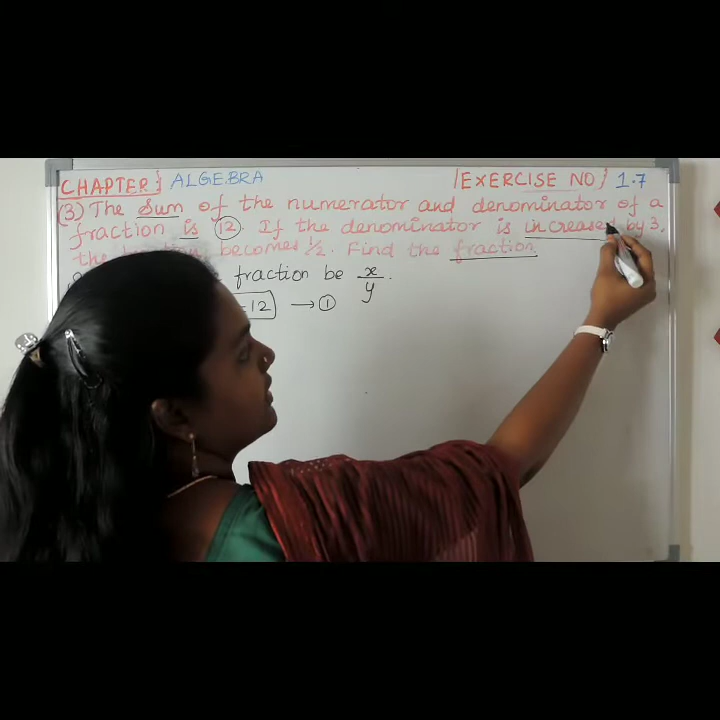 CHAPTER: ALGEBRA
EXERCISE NO: 1.7
(3) The Sum of the numerator and denominator of a
fraction is 12. If the denominator is increased by 3,
the becomes 1/2. Find the fraction.
fraction be x/y.
=12 → ①